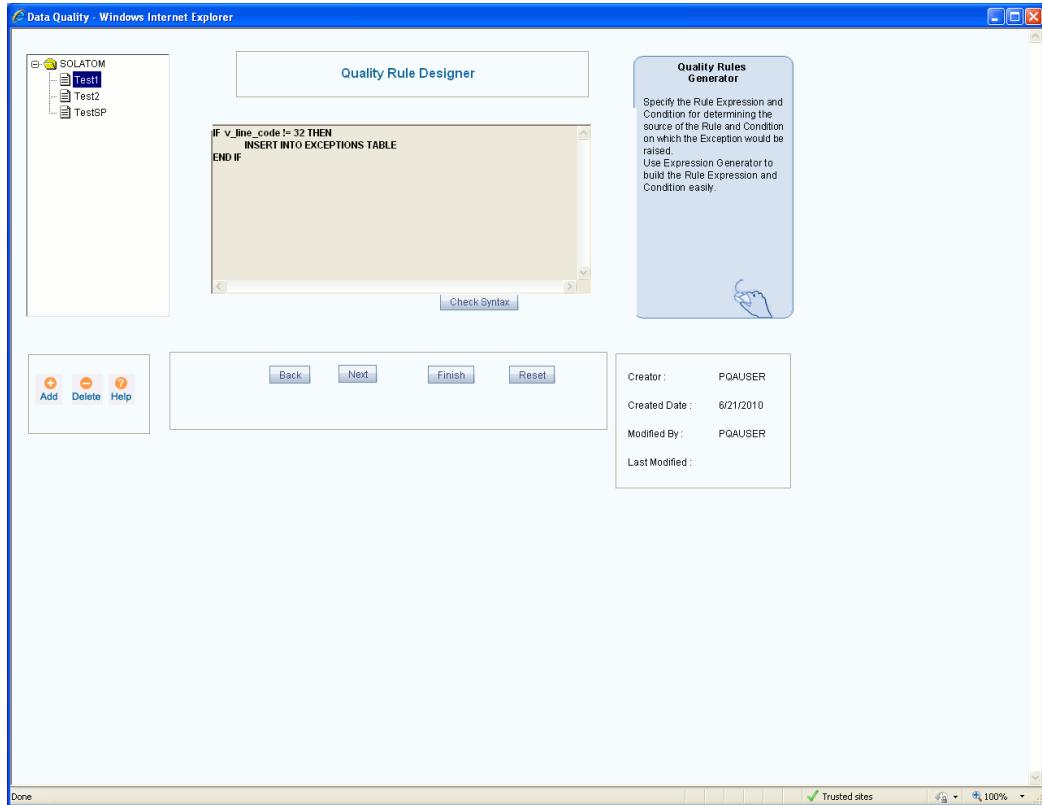 Data Quality - Windows Internet Explorer
SOLATOM
Test1
Test2
TestSP
Quality Rule Designer
IF v_line_code != 32 THEN
INSERT INTO EXCEPTIONS TABLE
END IF
Check Syntax
Quality Rules
Generator
Specify the Rule Expression and
Condition for determining the
source of the Rule and Condition
on which the Exception would be
raised.
Use Expression Generator to
build the Rule Expression and
Condition easily.
Add Delete Help
Back Next Finish Reset
Creator : PQAUSER
Created Date : 6/21/2010
Modified By : PQAUSER
Last Modified :
Done Trusted sites 100%